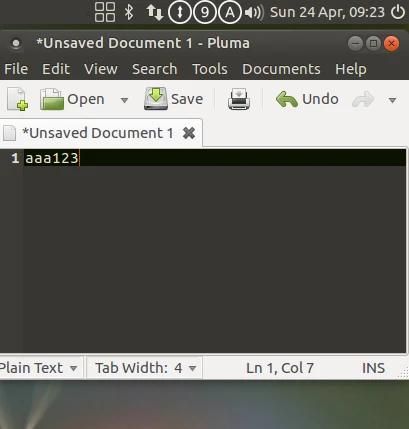 9 A Sun 24 Apr, 09:23
*Unsaved Document 1 - Pluma
File Edit View Search Tools Documents Help
Open Save Undo
*Unsaved Document 1
1 aaa123
Plain Text Tab Width: 4 Ln 1, Col 7 INS